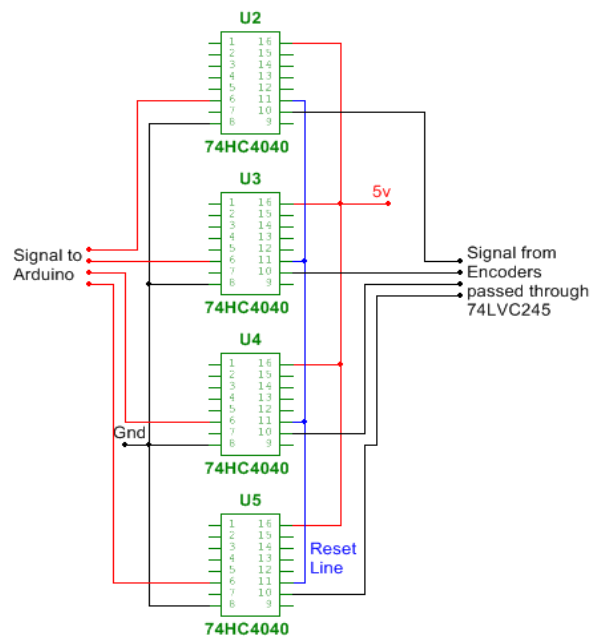 U2
1 16
2 15
3 14
4 13
5 12
6 11
7 10
8 9
74HC4040
U3
1 16
2 15
3 14
4 13
5 12
6 11
7 10
8 9
74HC4040
5v
Signal to
Arduino
Signal from
Encoders
passed through
74LVC245
U4
1 16
2 15
3 14
4 13
5 12
6 11
7 10
8 9
74HC4040
Gnd
U5
1 16
2 15
3 14
4 13
5 12
6 11
7 10
8 9
74HC4040
Reset
Line